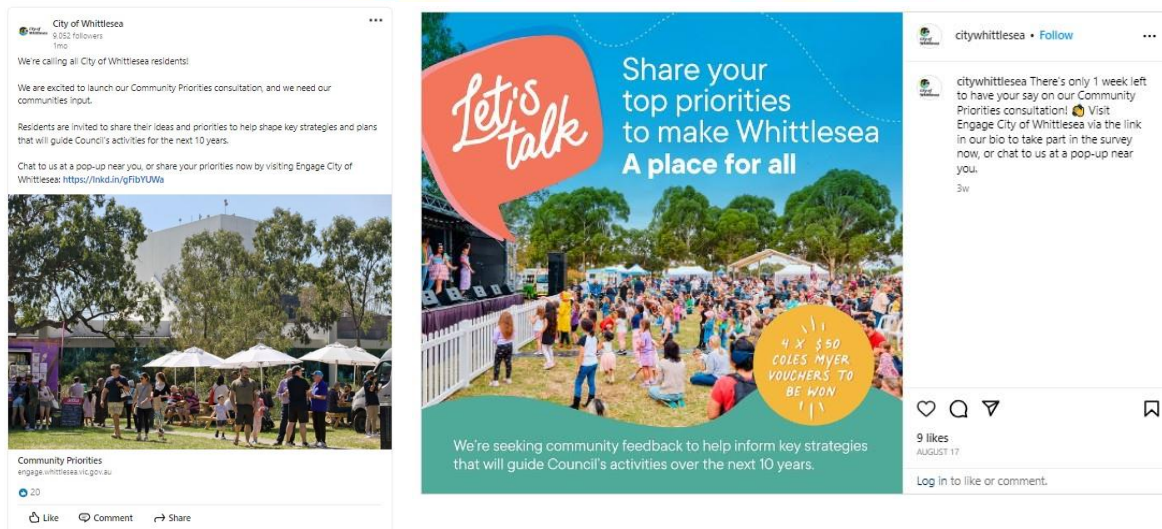 City of Whittlesea
9,052 followers
1mo
We're calling all City of Whittlesea residents!
We are excited to launch our Community Priorities consultation, and we need our
communities input.
Residents are invited to share their ideas and priorities to help shape key strategies and plans
that will guide Council's activities for the next 10 years.
Chat to us at a pop-up near you, or share your priorities now by visiting Engage City of
Whittlesea: https://lnkd.in/gFibYUWa
Community Priorities
engage.whittlesea.vic.gov.au
20
Like Comment Share
Let's
talk
Share your
top priorities
to make Whittlesea
A place for all
4 X $50
COLES MYER
VOUCHERS TO
BE WON
We're seeking community feedback to help inform key strategies
that will guide Council's activities over the next 10 years.
citywhittlesea • Follow
citywhittlesea There's only 1 week left
to have your say on our Community
Priorities consultation! Visit
Engage City of Whittlesea via the link
in our bio to take part in the survey
now, or chat to us at a pop-up near
you.
3w
9 likes
AUGUST 17
Log in to like or comment.